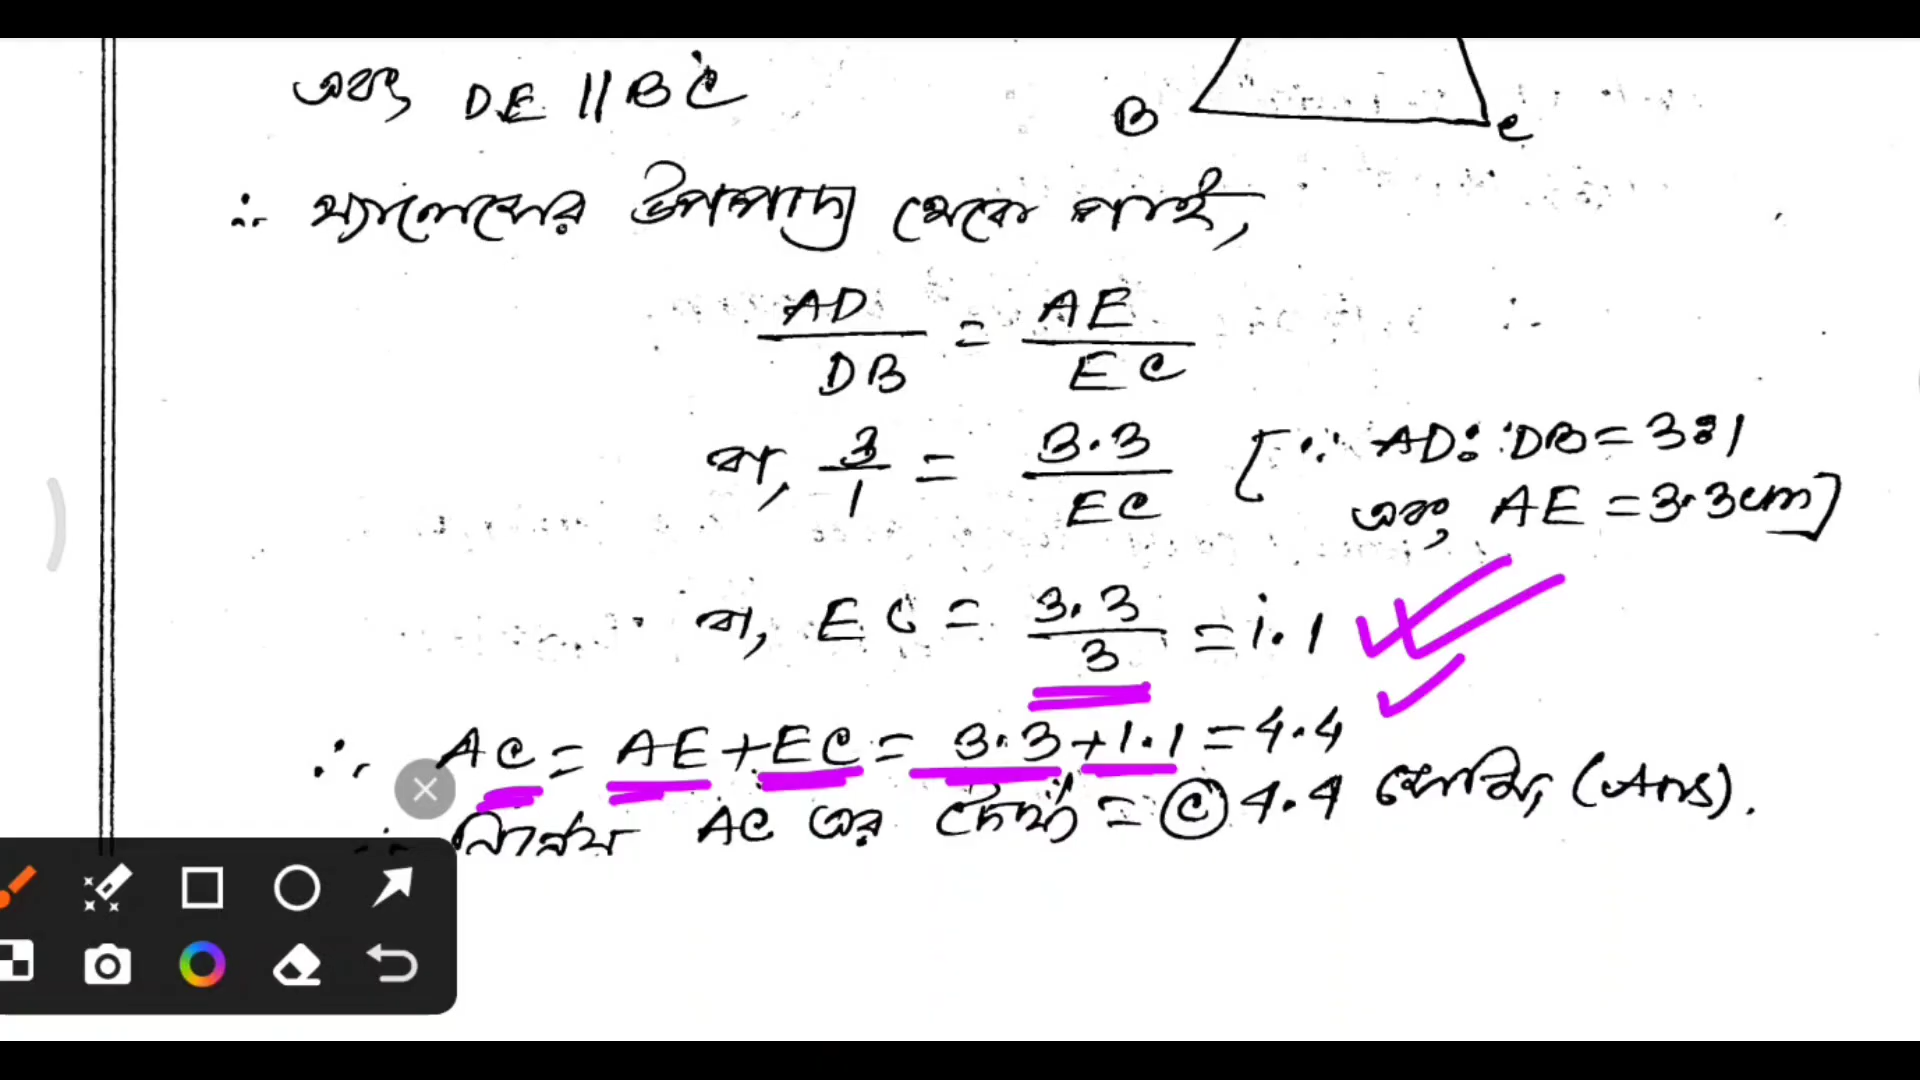 এবং DE || BC
B C
∴ থ্যালেসের উপপাদ্য থেকে পাই,
AD/DB = AE/EC
বা, 3/1 = 3.3/EC [∵ AD : DB = 3:1
এবং AE = 3.3cm]
বা, EC = 3.3/3 = 1.1
∴ AC = AE + EC = 3.3 + 1.1 = 4.4
∴ নির্ণেয় AC এর দৈর্ঘ্য = ⓒ 4.4 সেমি, (Ans).